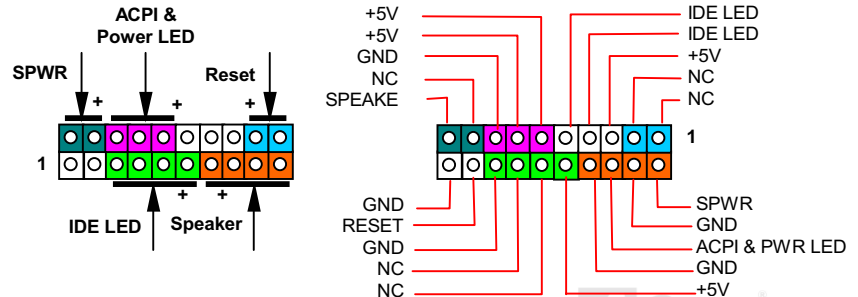 ACPI &
Power LED
SPWR
Reset
+
+
+
1
+
+
IDE LED
Speaker
+5V
+5V
GND
NC
SPEAKE
IDE LED
IDE LED
+5V
NC
NC
1
GND
RESET
GND
NC
NC
SPWR
GND
ACPI & PWR LED
GND
+5V